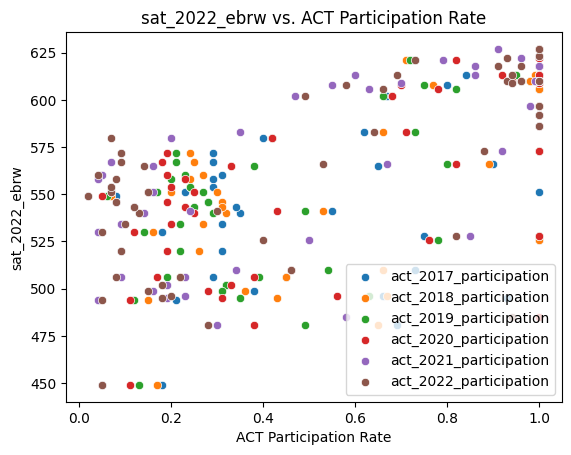 sat_2022_ebrw vs. ACT Participation Rate
sat_2022_ebrw
625
600
575
550
525
500
475
450
act_2017_participation
act_2018_participation
act_2019_participation
act_2020_participation
act_2021_participation
act_2022_participation
0.0 0.2 0.4 0.6 0.8 1.0
ACT Participation Rate